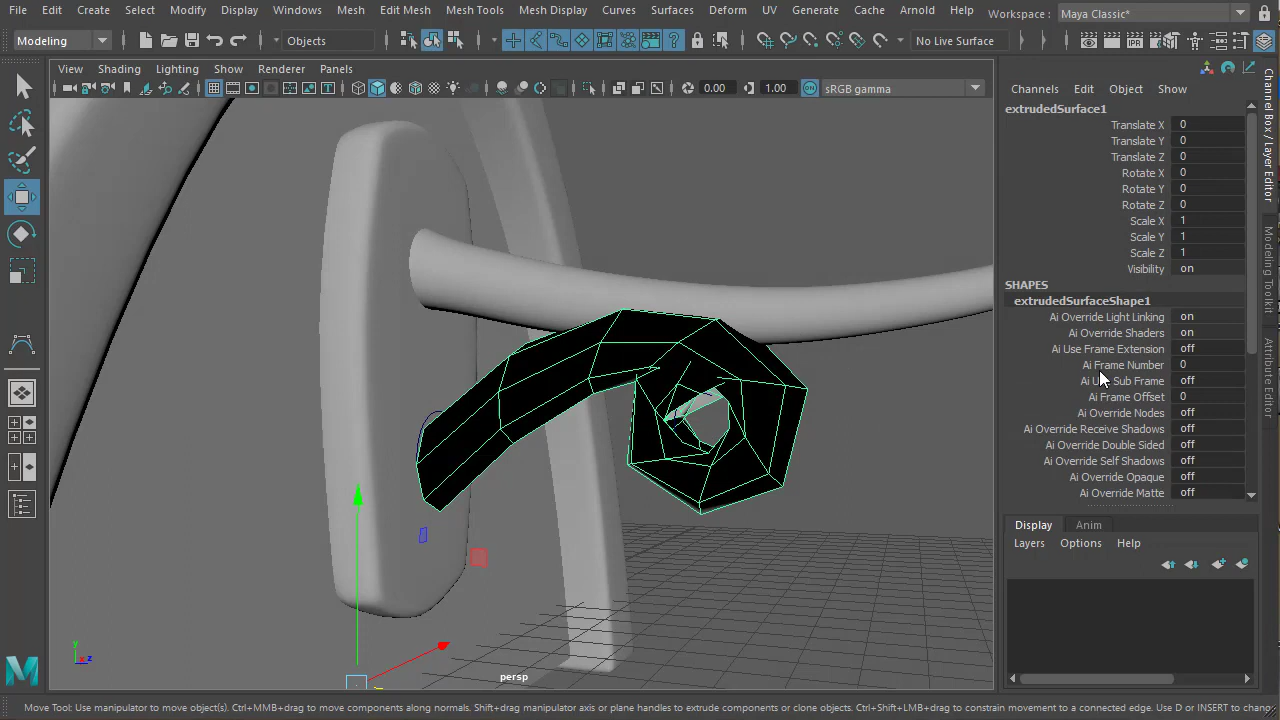 File Edit Create Select Modify Display Windows Mesh Edit Mesh Mesh Tools Mesh Display Curves Surfaces Deform UV Generate Cache Arnold Help Workspace : Maya Classic*
Modeling Objects No Live Surface
View Shading Lighting Show Renderer Panels
0.00 1.00 ON sRGB gamma
Channels Edit Object Show
extrudedSurface1
Translate X 0
Translate Y 0
Translate Z 0
Rotate X 0
Rotate Y 0
Rotate Z 0
Scale X 1
Scale Y 1
Scale Z 1
Visibility on
SHAPES
extrudedSurfaceShape1
Ai Override Light Linking on
Ai Override Shaders on
Ai Use Frame Extension off
Ai Frame Number 0
Sub Frame off
Ai Frame Offset 0
Ai Override Nodes off
Ai Override Receive Shadows off
Ai Override Double Sided off
Ai Override Self Shadows off
Ai Override Opaque off
Ai Override Matte off
Display Anim
Layers Options Help
Channel Box / Layer Editor
Modeling Toolkit
Attribute Editor
y
x z
persp
IPR
M
Move Tool: Use manipulator to move object(s). Ctrl+MMB+drag to move components along normals. Shift+drag manipulator axis or plane handles to extrude components or clone objects. Ctrl+Shift+LMB+drag to constrain movement to a connected edge. Use D or INSERT to